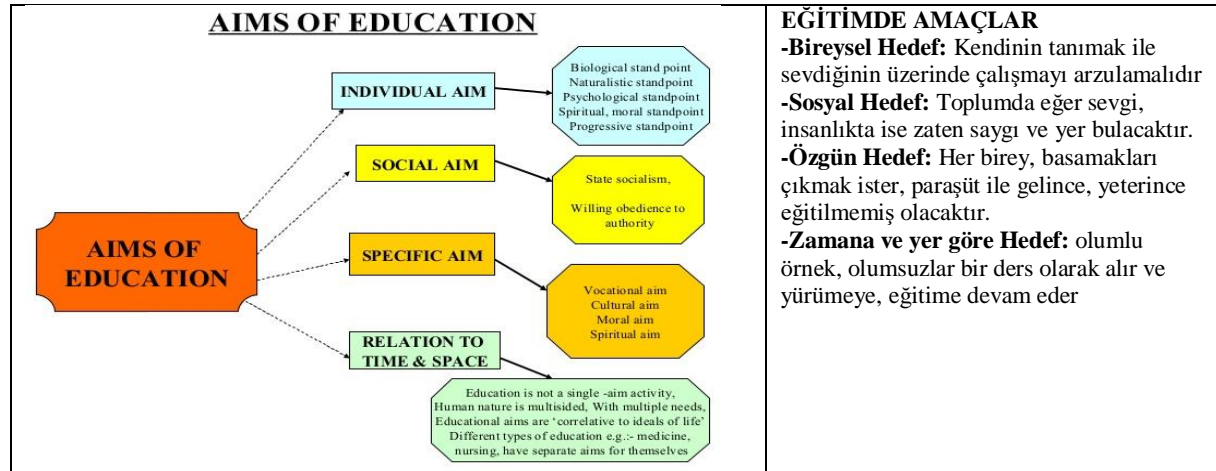 AIMS OF EDUCATION
AIMS OF
EDUCATION
INDIVIDUAL AIM
Biological stand point
Naturalistic standpoint
Psychological standpoint
Spiritual, moral standpoint
Progressive standpoint
SOCIAL AIM
State socialism,
Willing obedience to
authority
SPECIFIC AIM
Vocational aim
Cultural aim
Moral aim
Spiritual aim
RELATION TO
TIME & SPACE
Education is not a single -aim activity,
Human nature is multisided, With multiple needs,
Educational aims are ‘correlative to ideals of life’
Different types of education e.g.:- medicine,
nursing, have separate aims for themselves
EĞİTİMDE AMAÇLAR
-Bireysel Hedef: Kendinin tanımak ile
sevdiğinin üzerinde çalışmayı arzulamalıdır
-Sosyal Hedef: Toplumda eğer sevgi,
insanlıkta ise zaten saygı ve yer bulacaktır.
-Özgün Hedef: Her birey, basamakları
çıkmak ister, paraşüt ile gelince, yeterince
eğitilmemiş olacaktır.
-Zamana ve yer göre Hedef: olumlu
örnek, olumsuzlar bir ders olarak alır ve
yürümeye, eğitime devam eder